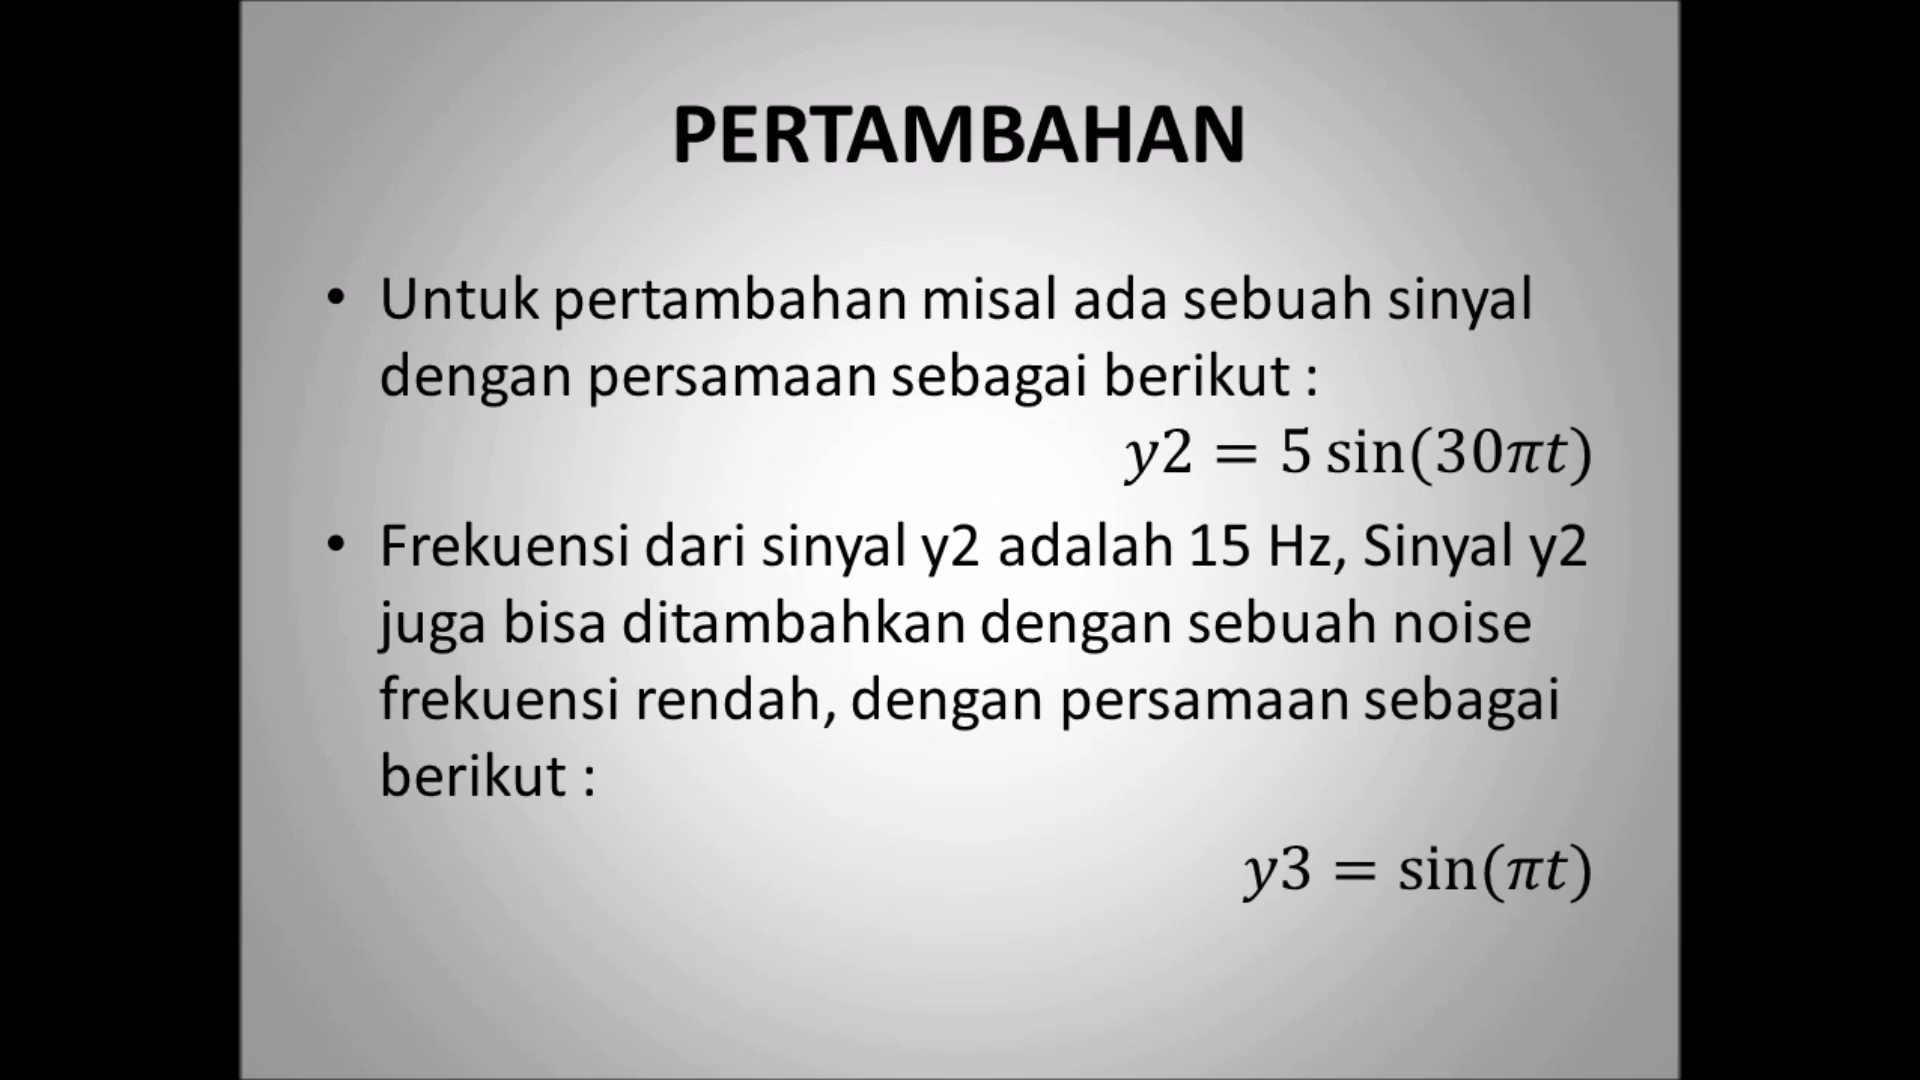 PERTAMBAHAN
• Untuk pertambahan misal ada sebuah sinyal
dengan persamaan sebagai berikut :
y2 = 5 sin(30πt)
• Frekuensi dari sinyal y2 adalah 15 Hz, Sinyal y2
juga bisa ditambahkan dengan sebuah noise
frekuensi rendah, dengan persamaan sebagai
berikut :
y3 = sin(πt)